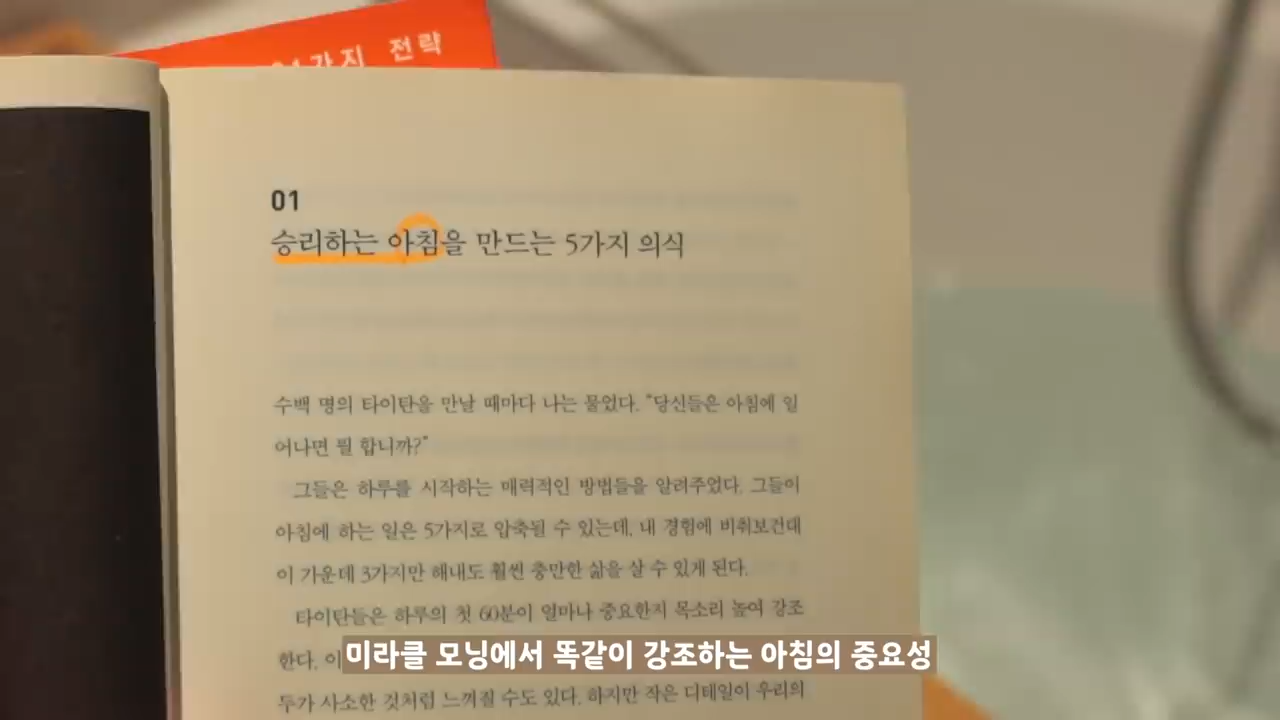 가지 전략
01
승리하는 아침을 만드는 5가지 의식
수백 명의 타이탄을 만날 때마다 나는 물었다. "당신들은 아침에 일
어나면 뭘 합니까?"
그들은 하루를 시작하는 매력적인 방법들을 알려주었다. 그들이
아침에 하는 일은 5가지로 압축될 수 있는데, 내 경험에 비춰보건대
이 가운데 3가지만 해내도 훨씬 충만한 삶을 살 수 있게 된다.
타이탄들은 하루의 첫 60분이 얼마나 중요한지 목소리 높여 강조
한다. 이
미라클 모닝에서 똑같이 강조하는 아침의 중요성
두가 사소한 것처럼 느껴질 수도 있다. 하지만 작은 디테일이 우리의